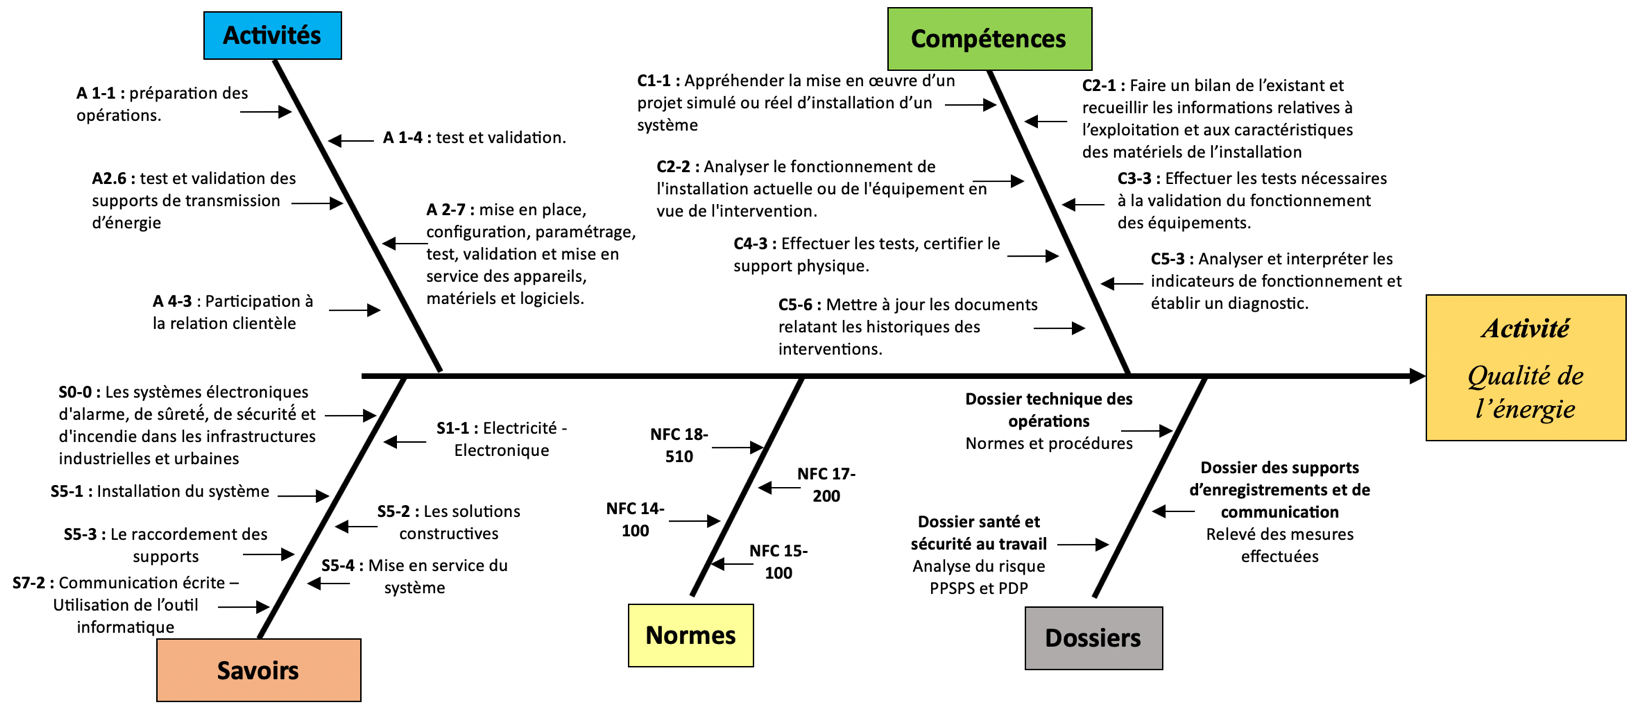 Activités
A 1-1 : préparation des
opérations.
A 1-4 : test et validation.
A2.6 : test et validation des
supports de transmission
d’énergie
A 2-7 : mise en place,
configuration, paramétrage,
test, validation et mise en
service des appareils,
matériels et logiciels.
A 4-3 : Participation à
la relation clientèle
Compétences
C1-1 : Appréhender la mise en œuvre d’un
projet simulé ou réel d’installation d’un
système
C2-1 : Faire un bilan de l’existant et
recueillir les informations relatives à
l’exploitation et aux caractéristiques
des matériels de l’installation
C2-2 : Analyser le fonctionnement de
l'installation actuelle ou de l'équipement en
vue de l'intervention.
C3-3 : Effectuer les tests nécessaires
à la validation du fonctionnement
des équipements.
C4-3 : Effectuer les tests, certifier le
support physique.
C5-3 : Analyser et interpréter les
indicateurs de fonctionnement et
établir un diagnostic.
C5-6 : Mettre à jour les documents
relatant les historiques des
interventions.
Activité
Qualité de
l’énergie
S0-0 : Les systèmes électroniques
d'alarme, de sûreté, de sécurité et
d'incendie dans les infrastructures
industrielles et urbaines
S1-1 : Electricité -
Electronique
S5-1 : Installation du système
S5-2 : Les solutions
constructives
S5-3 : Le raccordement des
supports
S5-4 : Mise en service du
système
S7-2 : Communication écrite –
Utilisation de l’outil
informatique
Savoirs
NFC 18-
510
NFC 17-
200
NFC 14-
100
NFC 15-
100
Normes
Dossier technique des
opérations
Normes et procédures
Dossier des supports
d’enregistrements et de
communication
Relevé des mesures
effectuées
Dossier santé et
sécurité au travail
Analyse du risque
PPSPS et PDP
Dossiers